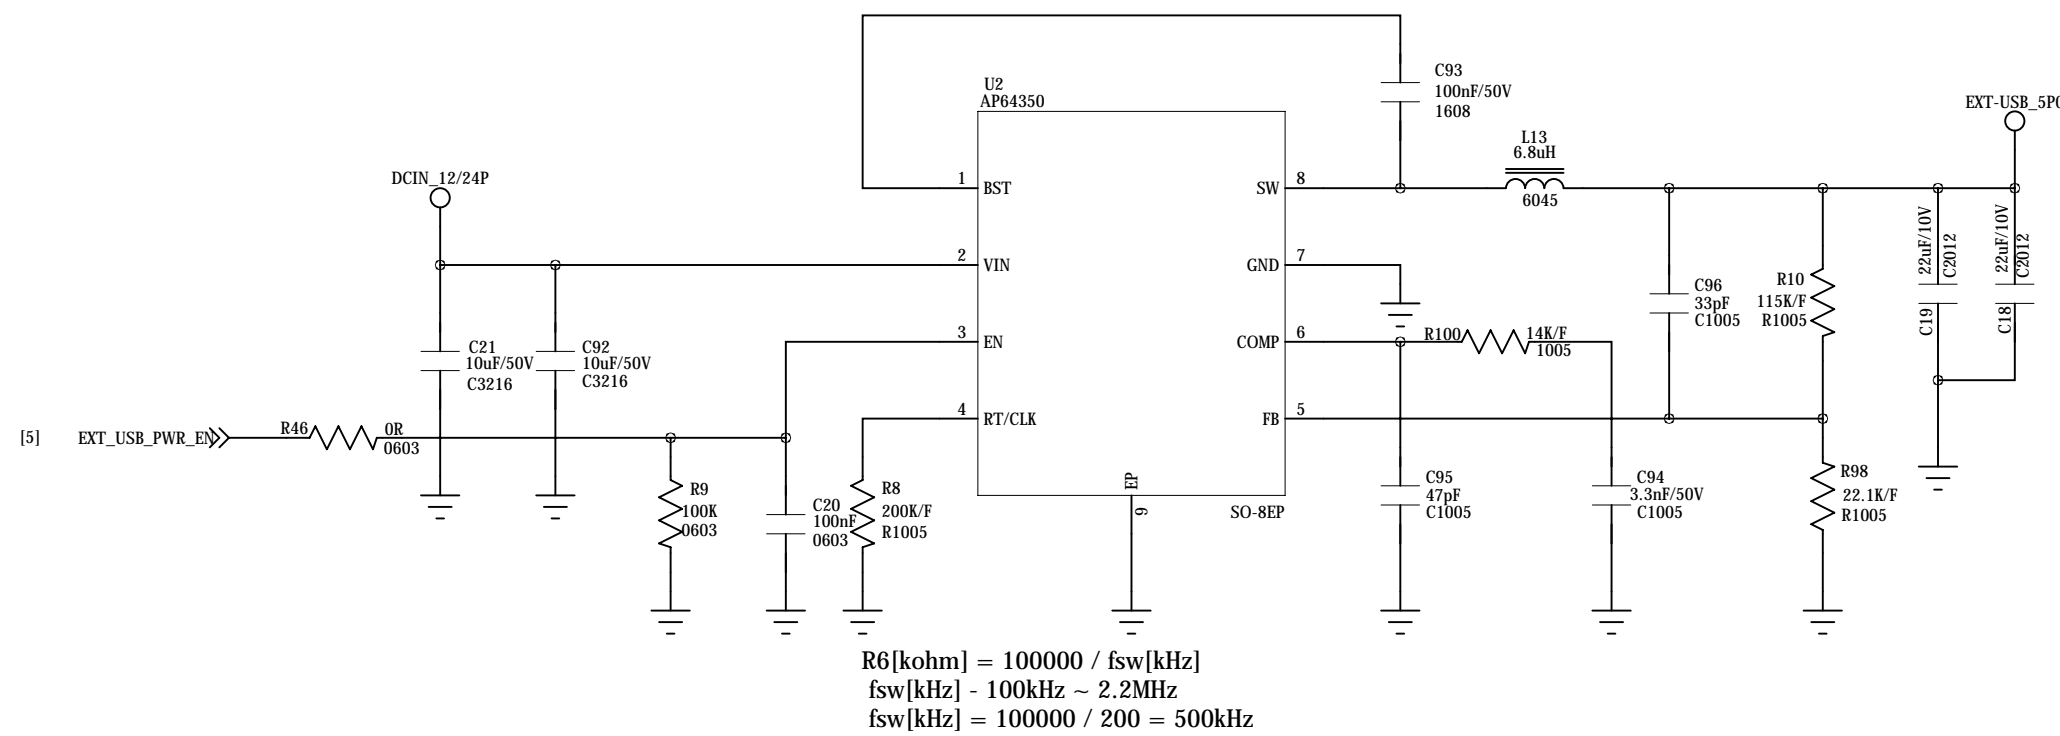 C93
100nF/50V
1608
U2
AP64350
EXT-USB_5P0
L13
6.8uH
6045
DCIN_12/24P
1
BST
SW
8
2
VIN
GND
7
3
EN
COMP
6
4
RT/CLK
FB
5
EP
9
SO-8EP
22uF/10V
C2012
C19
22uF/10V
C2012
C18
R10
115K/F
R1005
C96
33pF
C1005
R100
14K/F
1005
C21
10uF/50V
C3216
C92
10uF/50V
C3216
[5]
EXT_USB_PWR_EN
R46
0R
0603
R9
100K
0603
C20
100nF
0603
R8
200K/F
R1005
C95
47pF
C1005
C94
3.3nF/50V
C1005
R98
22.1K/F
R1005
R6[kohm] = 100000 / fsw[kHz]
fsw[kHz] - 100kHz ~ 2.2MHz
fsw[kHz] = 100000 / 200 = 500kHz